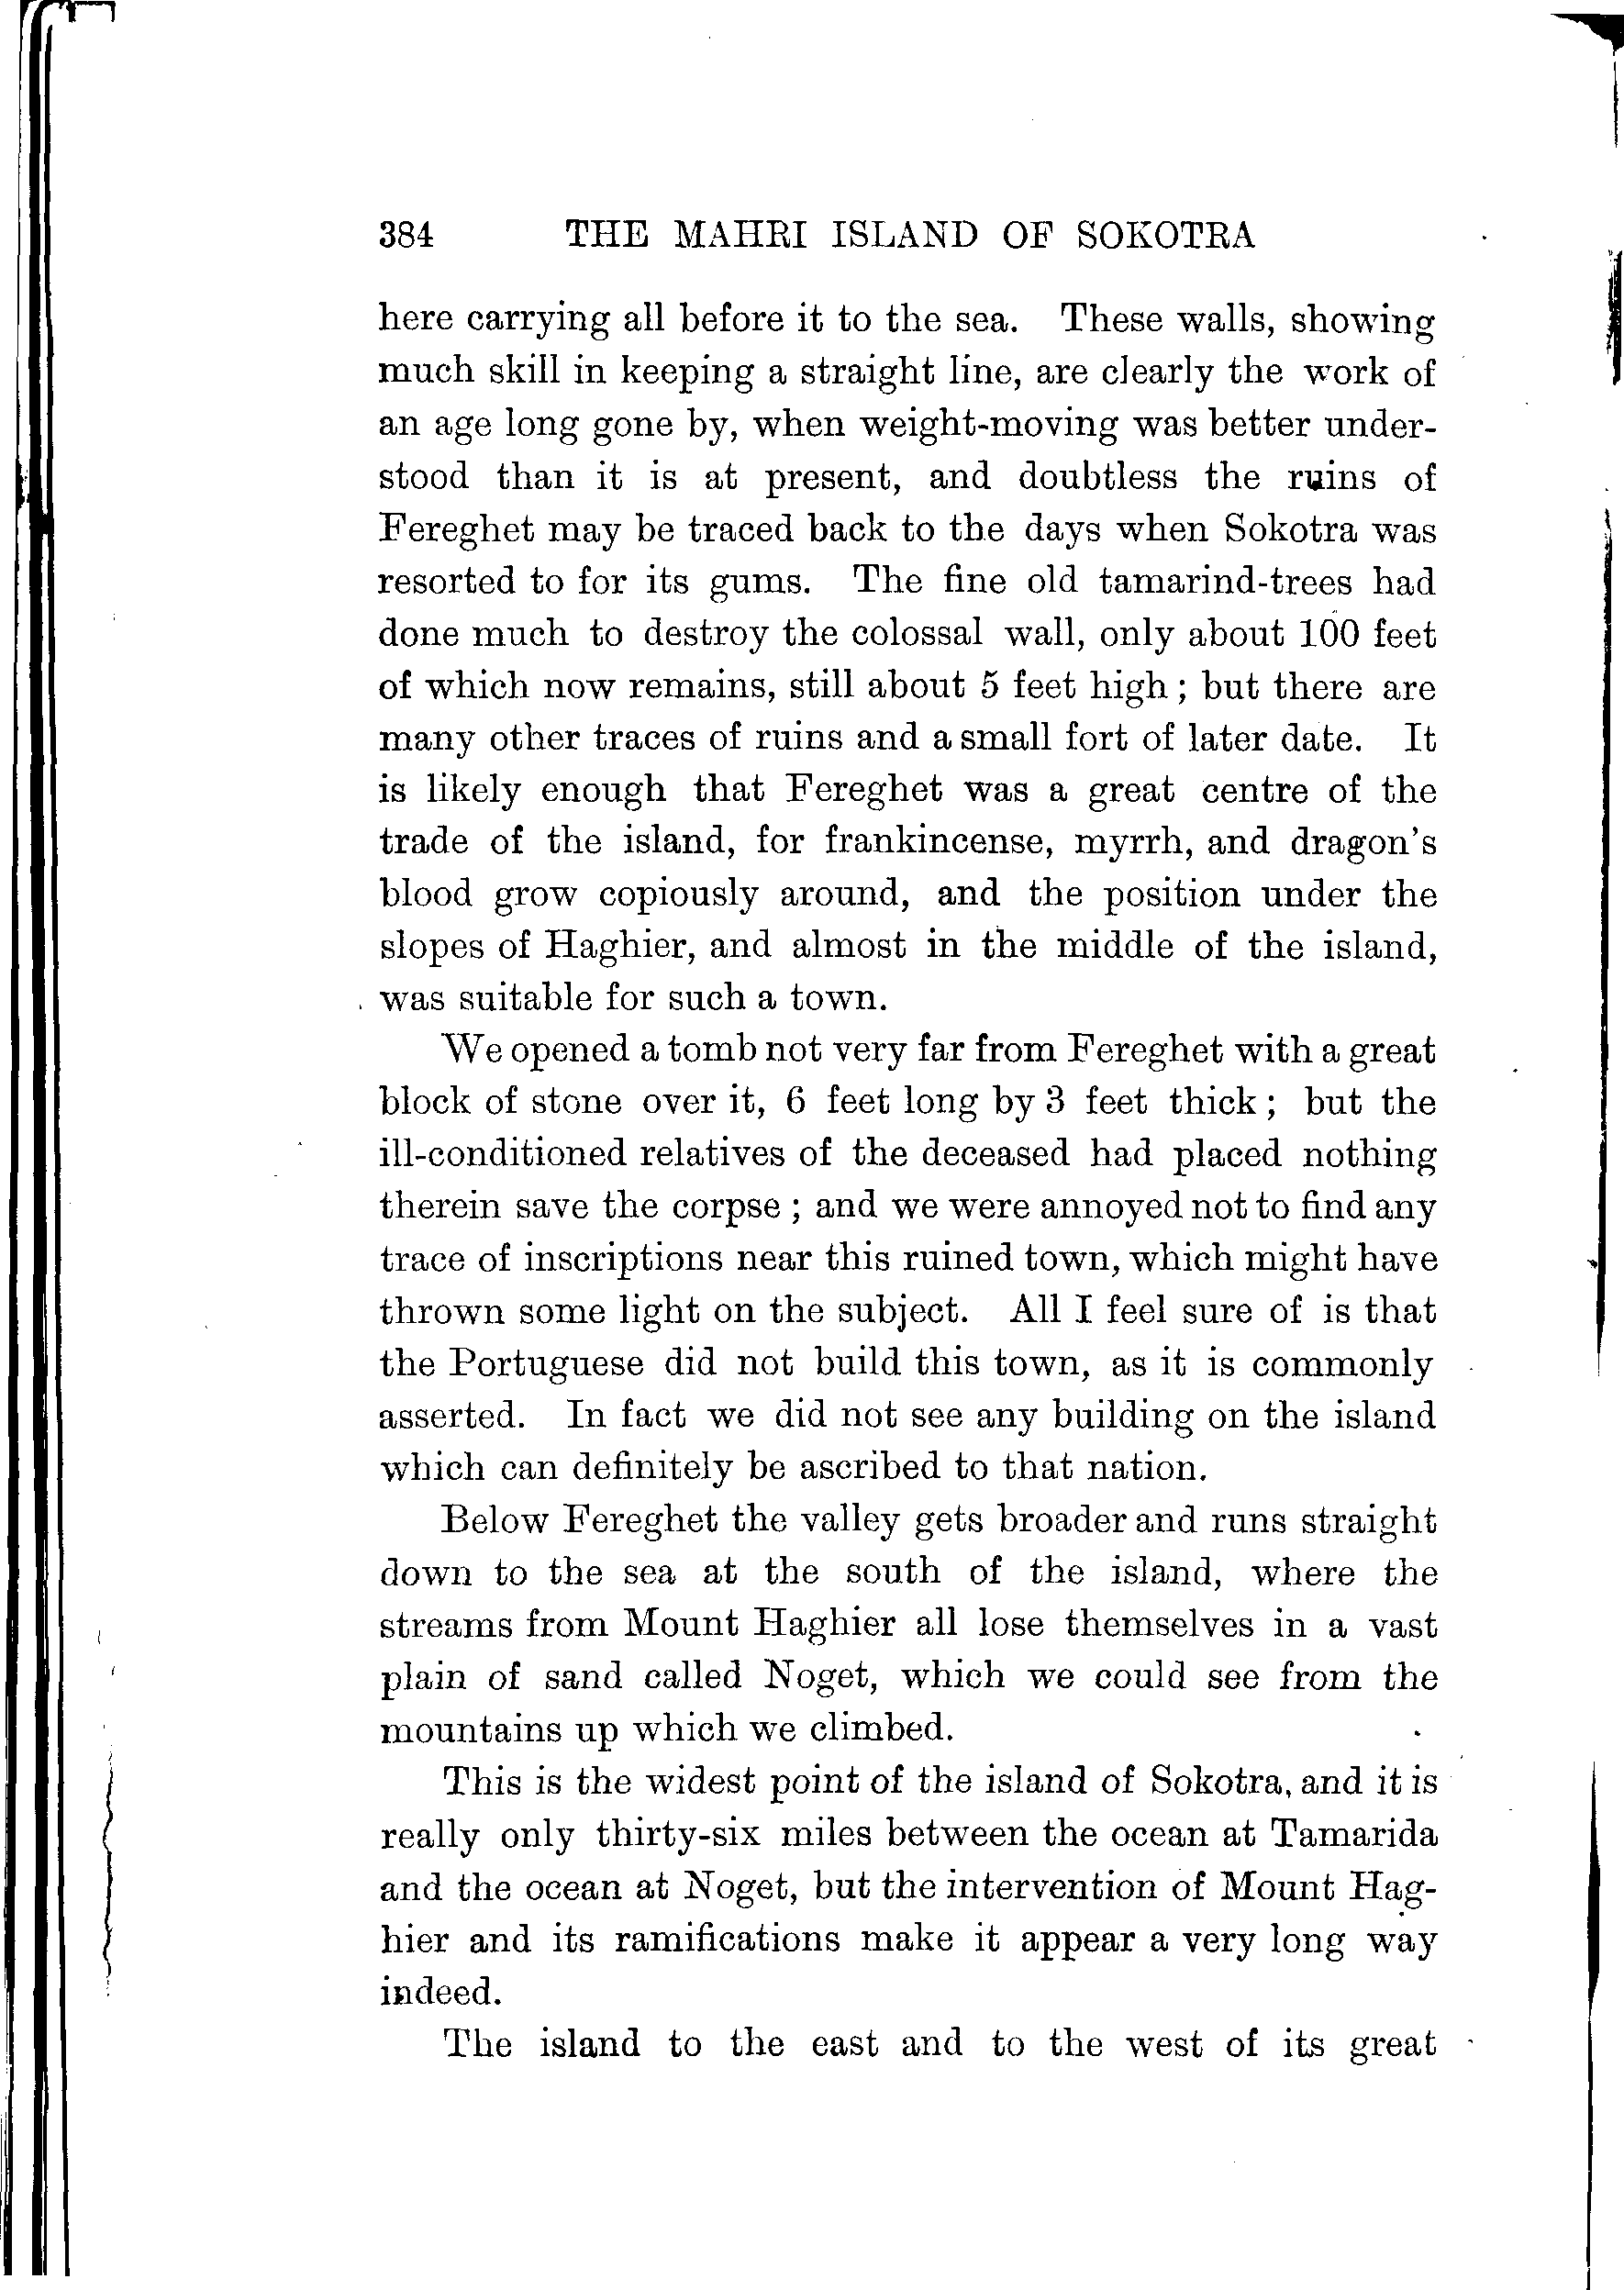 384 THE MAHRI ISLAND OF SOKOTRA
here carrying all before it to the sea. These walls, showing
much skill in keeping a straight line, are clearly the work of
an age long gone by, when weight-moving was better under-
stood than it is at present, and doubtless the ruins of
Fereghet may be traced back to the days when Sokotra was
resorted to for its gums. The fine old tamarind-trees had
done much to destroy the colossal wall, only about 100 feet
of which now remains, still about 5 feet high ; but there are
many other traces of ruins and a small fort of later date. It
is likely enough that Fereghet was a great centre of the
trade of the island, for frankincense, myrrh, and dragon's
blood grow copiously around, and the position under the
slopes of Haghier, and almost in the middle of the island,
was suitable for such a town.
We opened a tomb not very far from Fereghet with a great
block of stone over it, 6 feet long by 3 feet thick ; but the
ill-conditioned relatives of the deceased had placed nothing
therein save the corpse ; and we were annoyed not to find any
trace of inscriptions near this ruined town, which might have
thrown some light on the subject. All I feel sure of is that
the Portuguese did not build this town, as it is commonly
asserted. In fact we did not see any building on the island
which can definitely be ascribed to that nation.
Below Fereghet the valley gets broader and runs straight
down to the sea at the south of the island, where the
streams from Mount Haghier all lose themselves in a vast
plain of sand called Noget, which we could see from the
mountains up which we climbed.
This is the widest point of the island of Sokotra, and it is
really only thirty-six miles between the ocean at Tamarida
and the ocean at Noget, but the intervention of Mount Hag-
hier and its ramifications make it appear a very long way
indeed.
The island to the east and to the west of its great